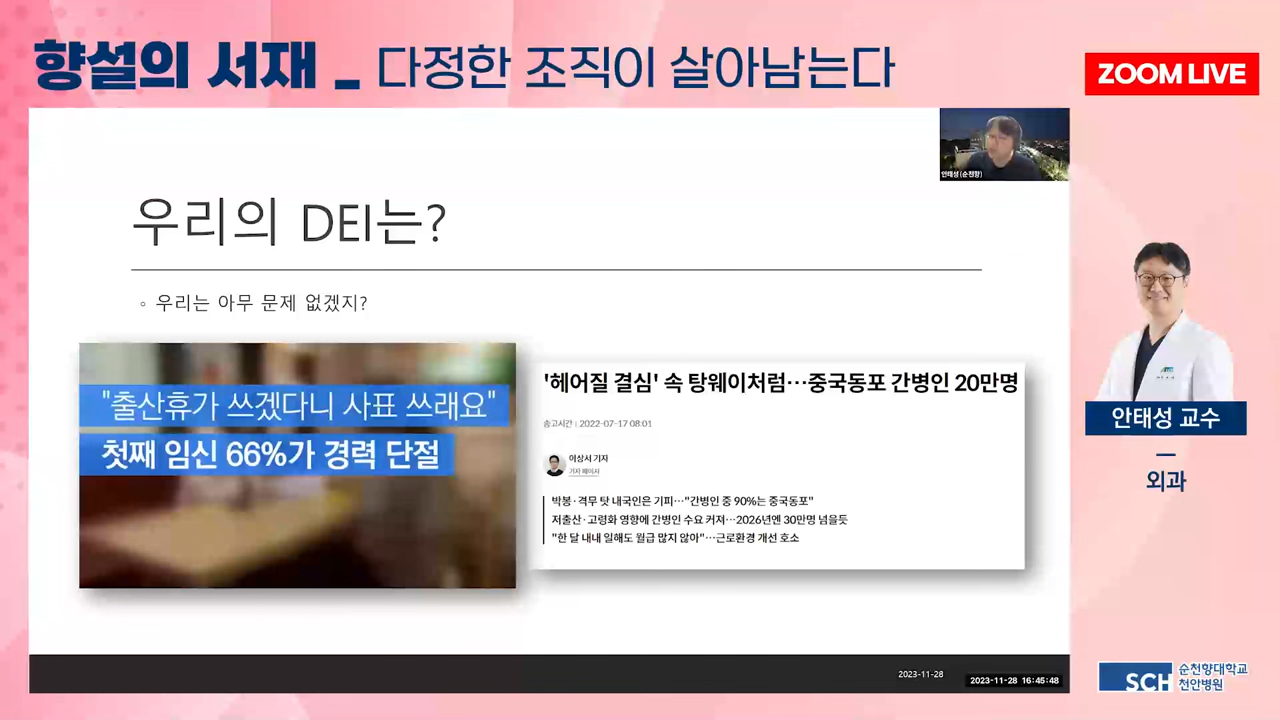 향설의 서재 _ 다정한 조직이 살아남는다
ZOOM LIVE
안태성 (순천향)
우리의 DEI는?
◦ 우리는 아무 문제 없겠지?
"출산휴가 쓰겠다니 사표 쓰래요"
첫째 임신 66%가 경력 단절
'헤어질 결심' 속 탕웨이처럼…중국동포 간병인 20만명
송고시간 | 2022-07-17 08:01
이상서 기자
기자 페이지
박봉·격무 탓 내국인은 기피…"간병인 중 90%는 중국동포"
저출산·고령화 영향에 간병인 수요 커져…2026년엔 30만명 넘을듯
"한 달 내내 일해도 월급 많지 않아"…근로환경 개선 호소
안태성 교수
외과
2023-11-28
2023-11-28 16:45:48
SCH 순천향대학교
천안병원